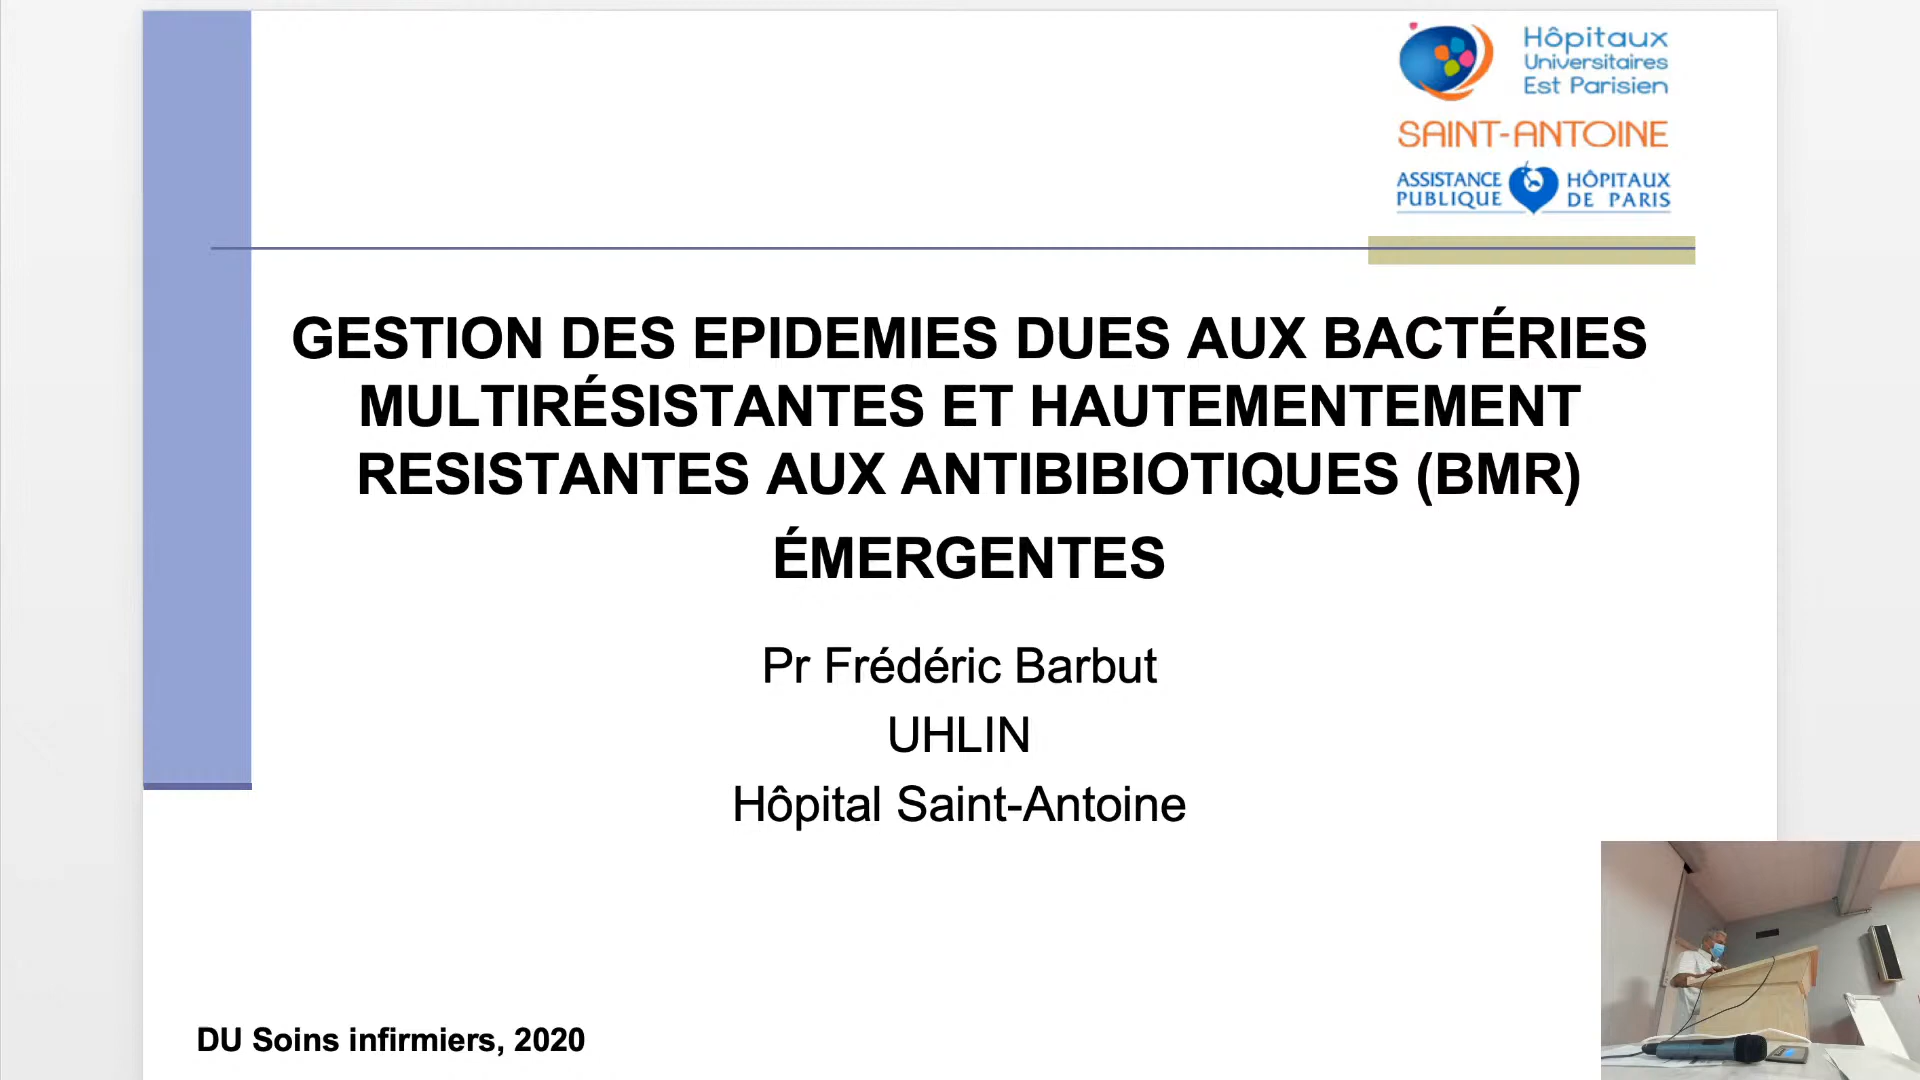 Hôpitaux
Universitaires
Est Parisien
SAINT-ANTOINE
ASSISTANCE HÔPITAUX
PUBLIQUE DE PARIS
GESTION DES EPIDEMIES DUES AUX BACTÉRIES
MULTIRÉSISTANTES ET HAUTEMENTEMENT
RESISTANTES AUX ANTIBIBIOTIQUES (BMR)
ÉMERGENTES
Pr Frédéric Barbut
UHLIN
Hôpital Saint-Antoine
DU Soins infirmiers, 2020